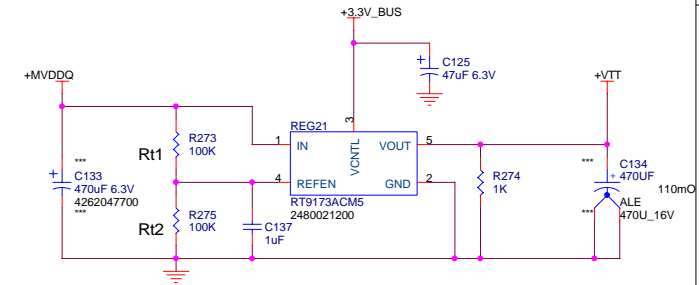 +3.3V_BUS
+MVDDQ
+
C125
47uF 6.3V
+VTT
Rt1
R273
100K
REG21
3
1
IN
VCNTL
VOUT
5
4
REFEN
GND
2
RT9173ACM5
2480021200
***
+
C133
470uF 6.3V
4262047700
***
Rt2
R275
100K
C137
1uF
R274
1K
***
+
C134
470UF
110mO
***
ALE
470U_16V